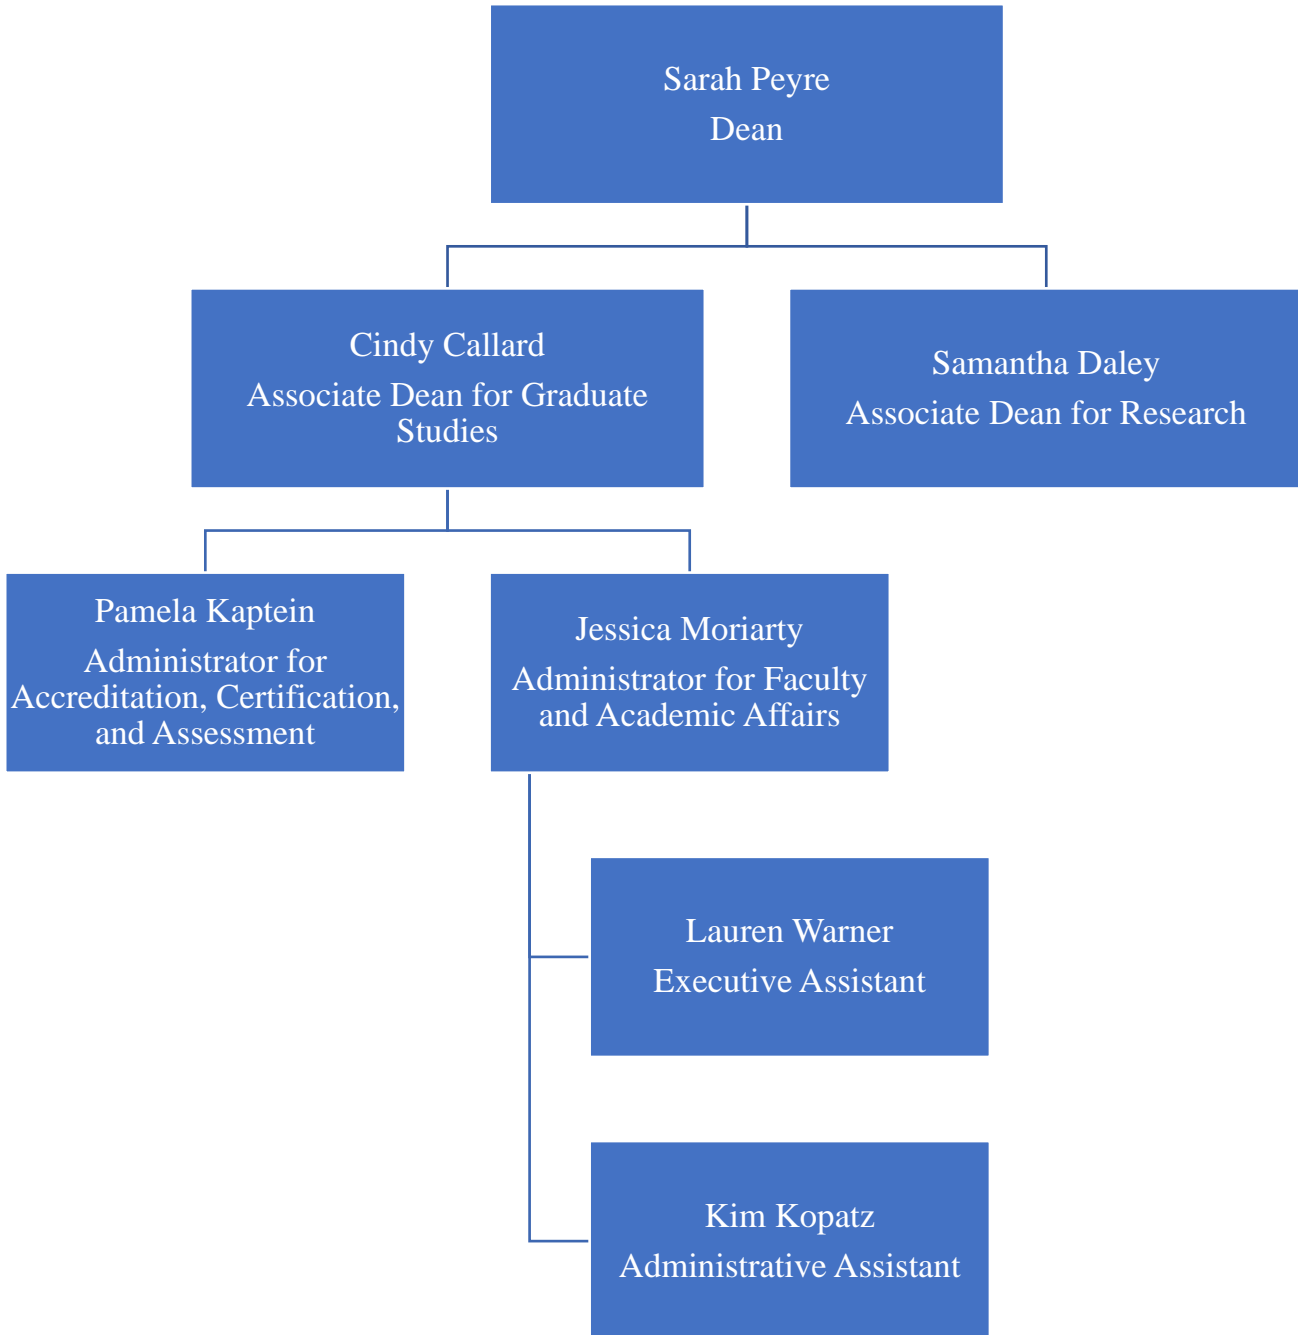 Sarah Peyre
Dean
Cindy Callard
Associate Dean for Graduate
Studies
Samantha Daley
Associate Dean for Research
Pamela Kaptein
Administrator for
Accreditation, Certification,
and Assessment
Jessica Moriarty
Administrator for Faculty
and Academic Affairs
Lauren Warner
Executive Assistant
Kim Kopatz
Administrative Assistant